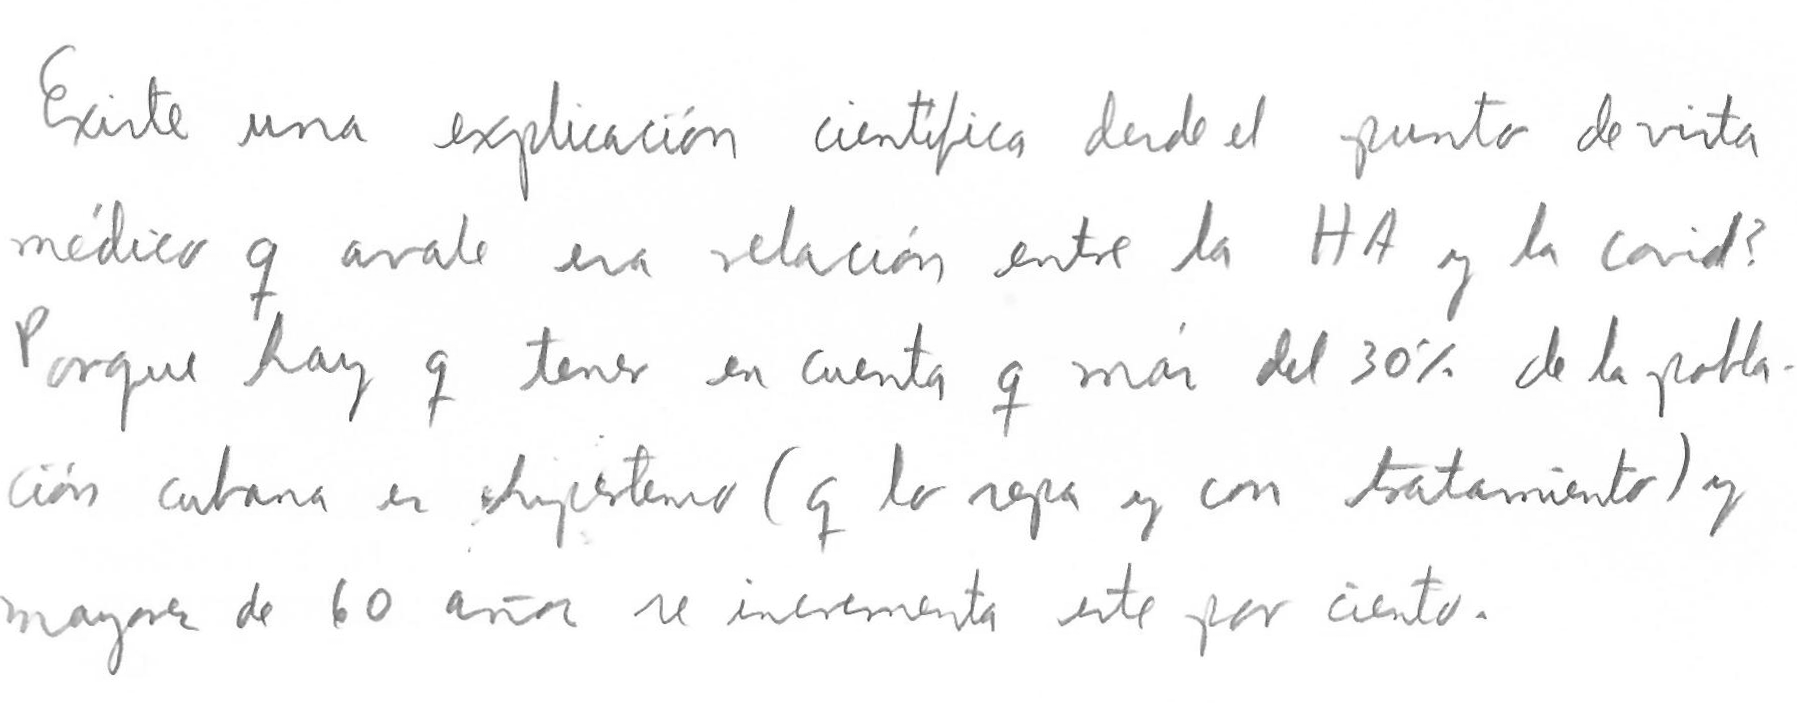 Existe una explicación científica desde el punto de vista
médico q avale esa relación entre la HA y la covid?
Porque hay q tener en cuenta q más del 30% de la pobla-
ción cubana es hipertenso (q lo sepa y con tratamiento) y
mayores de 60 años se incrementa este por ciento.